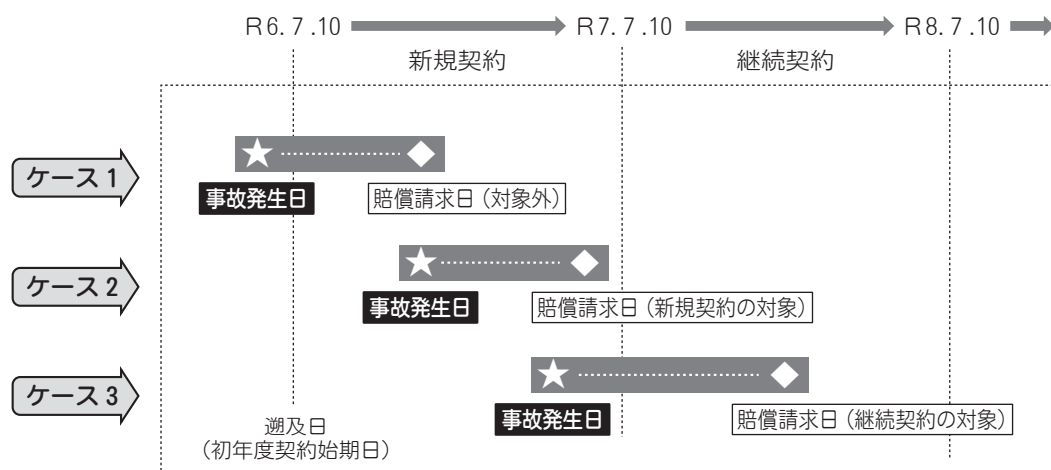 R6.7.10 R7.7.10 R8.7.10
新規契約 継続契約
ケース1
事故発生日 賠償請求日(対象外)
ケース2
事故発生日 賠償請求日(新規契約の対象)
ケース3
事故発生日 賠償請求日(継続契約の対象)
遡及日
(初年度契約始期日)